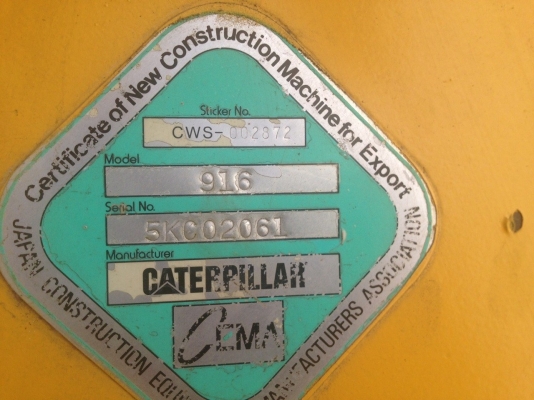 Certificate of New Construction Machine for Export
Sticker No.
CWS-002872
Model
916
Serial No.
5KC02061
Manufacturer
CATERPILLAR
CEMA
JAPAN CONSTRUCTION EQUI MANUFACTURERS ASSOCIATION